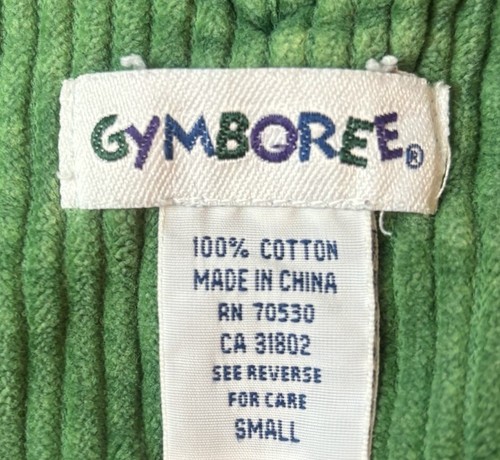 GYMBOREE®
100% COTTON
MADE IN CHINA
RN 70530
CA 31802
SEE REVERSE
FOR CARE
SMALL